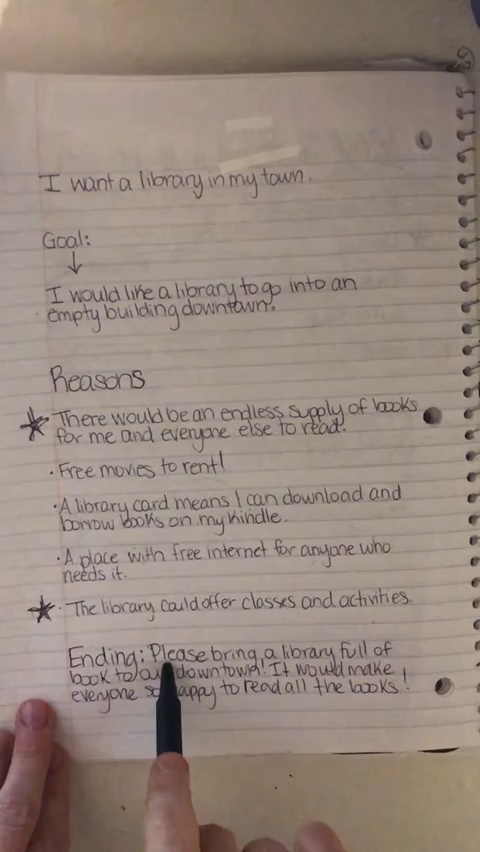 I want a library in my town.
Goal:
↓
I would like a library to go into an
empty building downtown.
Reasons
★ There would be an endless supply of books
for me and everyone else to read.
· Free movies to rent!
· A library card means I can download and
borrow books on my Kindle.
· A place with free internet for anyone who
needs it.
★ · The library could offer classes and activities.
Ending: Please bring a library full of
book to downtown! It would make
everyone to read all the books!